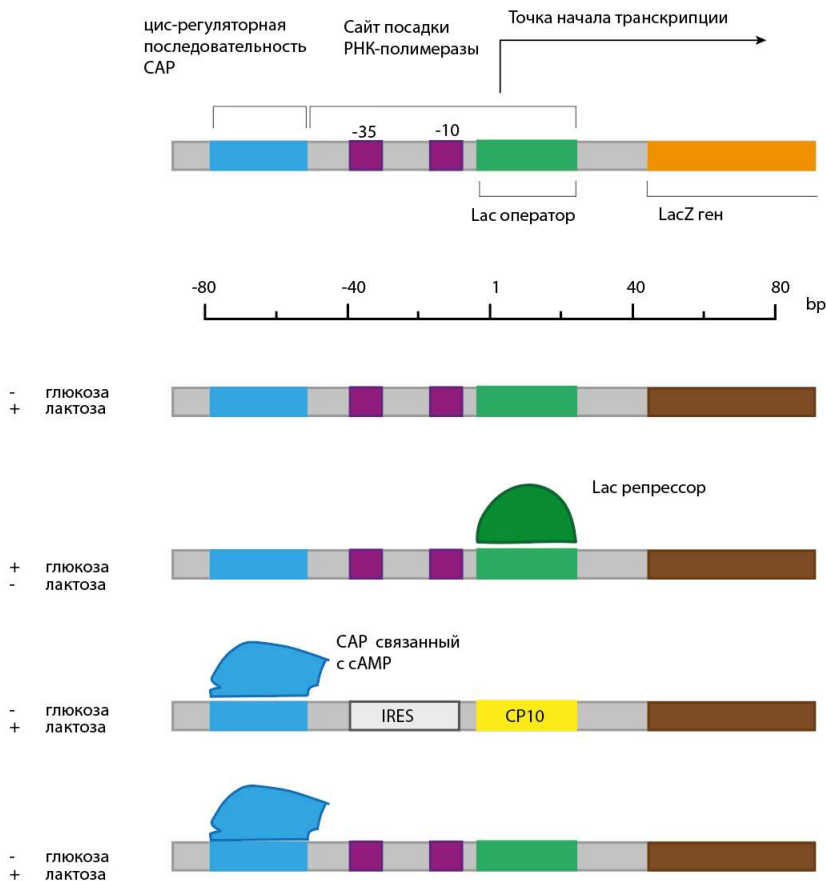 цис-регуляторная
последовательность
CAP
Сайт посадки
РНК-полимеразы
Точка начала транскрипции
-35
-10
Lac оператор
LacZ ген
-80
-40
1
40
80
bp
- глюкоза
+ лактоза
Lac репрессор
+ глюкоза
- лактоза
CAP связанный
с cAMP
IRES
CP10
- глюкоза
+ лактоза
- глюкоза
+ лактоза